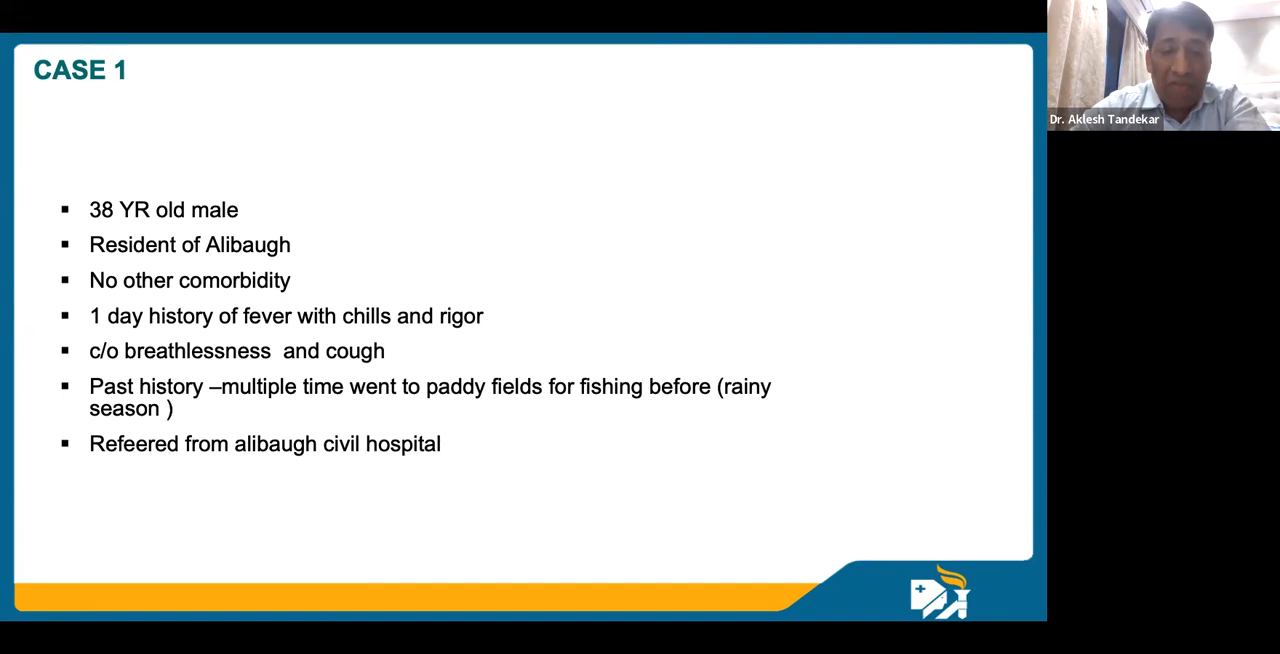 CASE 1
Dr. Aklesh Tandekar
▪ 38 YR old male
▪ Resident of Alibaugh
▪ No other comorbidity
▪ 1 day history of fever with chills and rigor
▪ c/o breathlessness and cough
▪ Past history –multiple time went to paddy fields for fishing before (rainy
season )
▪ Refeered from alibaugh civil hospital